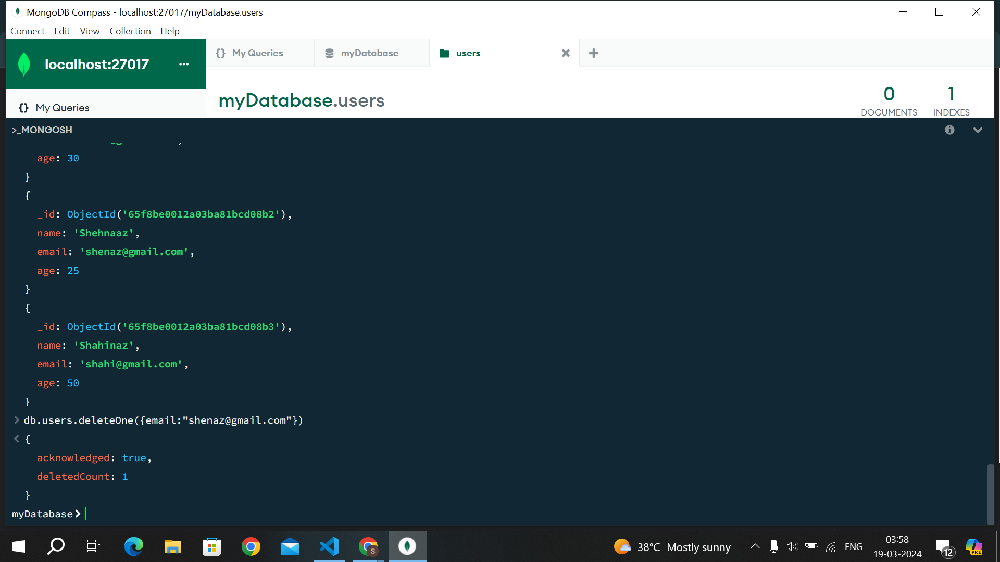 MongoDB Compass - localhost:27017/myDatabase.users
Connect Edit View Collection Help
localhost:27017 ...
{} My Queries
myDatabase
users
{} My Queries
myDatabase.users
0 1
DOCUMENTS INDEXES
>_MONGOSH
age: 30
}
{
_id: ObjectId('65f8be0012a03ba81bcd08b2'),
name: 'Shehnaaz',
email: 'shenaz@gmail.com',
age: 25
}
{
_id: ObjectId('65f8be0012a03ba81bcd08b3'),
name: 'Shahinaz',
email: 'shahi@gmail.com',
age: 50
}
> db.users.deleteOne({email:"shenaz@gmail.com"})
< {
acknowledged: true,
deletedCount: 1
}
myDatabase>
S
38°C Mostly sunny
ENG
03:58
19-03-2024
12
PRE